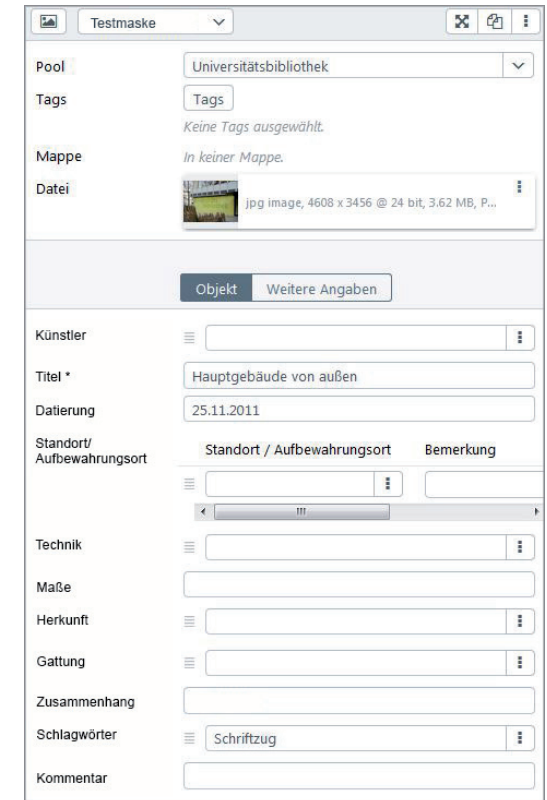 Testmaske
Pool Universitätsbibliothek
Tags Tags
Keine Tags ausgewählt.
Mappe In keiner Mappe.
Datei jpg image, 4608 x 3456 @ 24 bit, 3.62 MB, P...
Objekt Weitere Angaben
Künstler
Titel * Hauptgebäude von außen
Datierung 25.11.2011
Standort/
Aufbewahrungsort
Standort / Aufbewahrungsort Bemerkung
Technik
Maße
Herkunft
Gattung
Zusammenhang
Schlagwörter Schriftzug
Kommentar